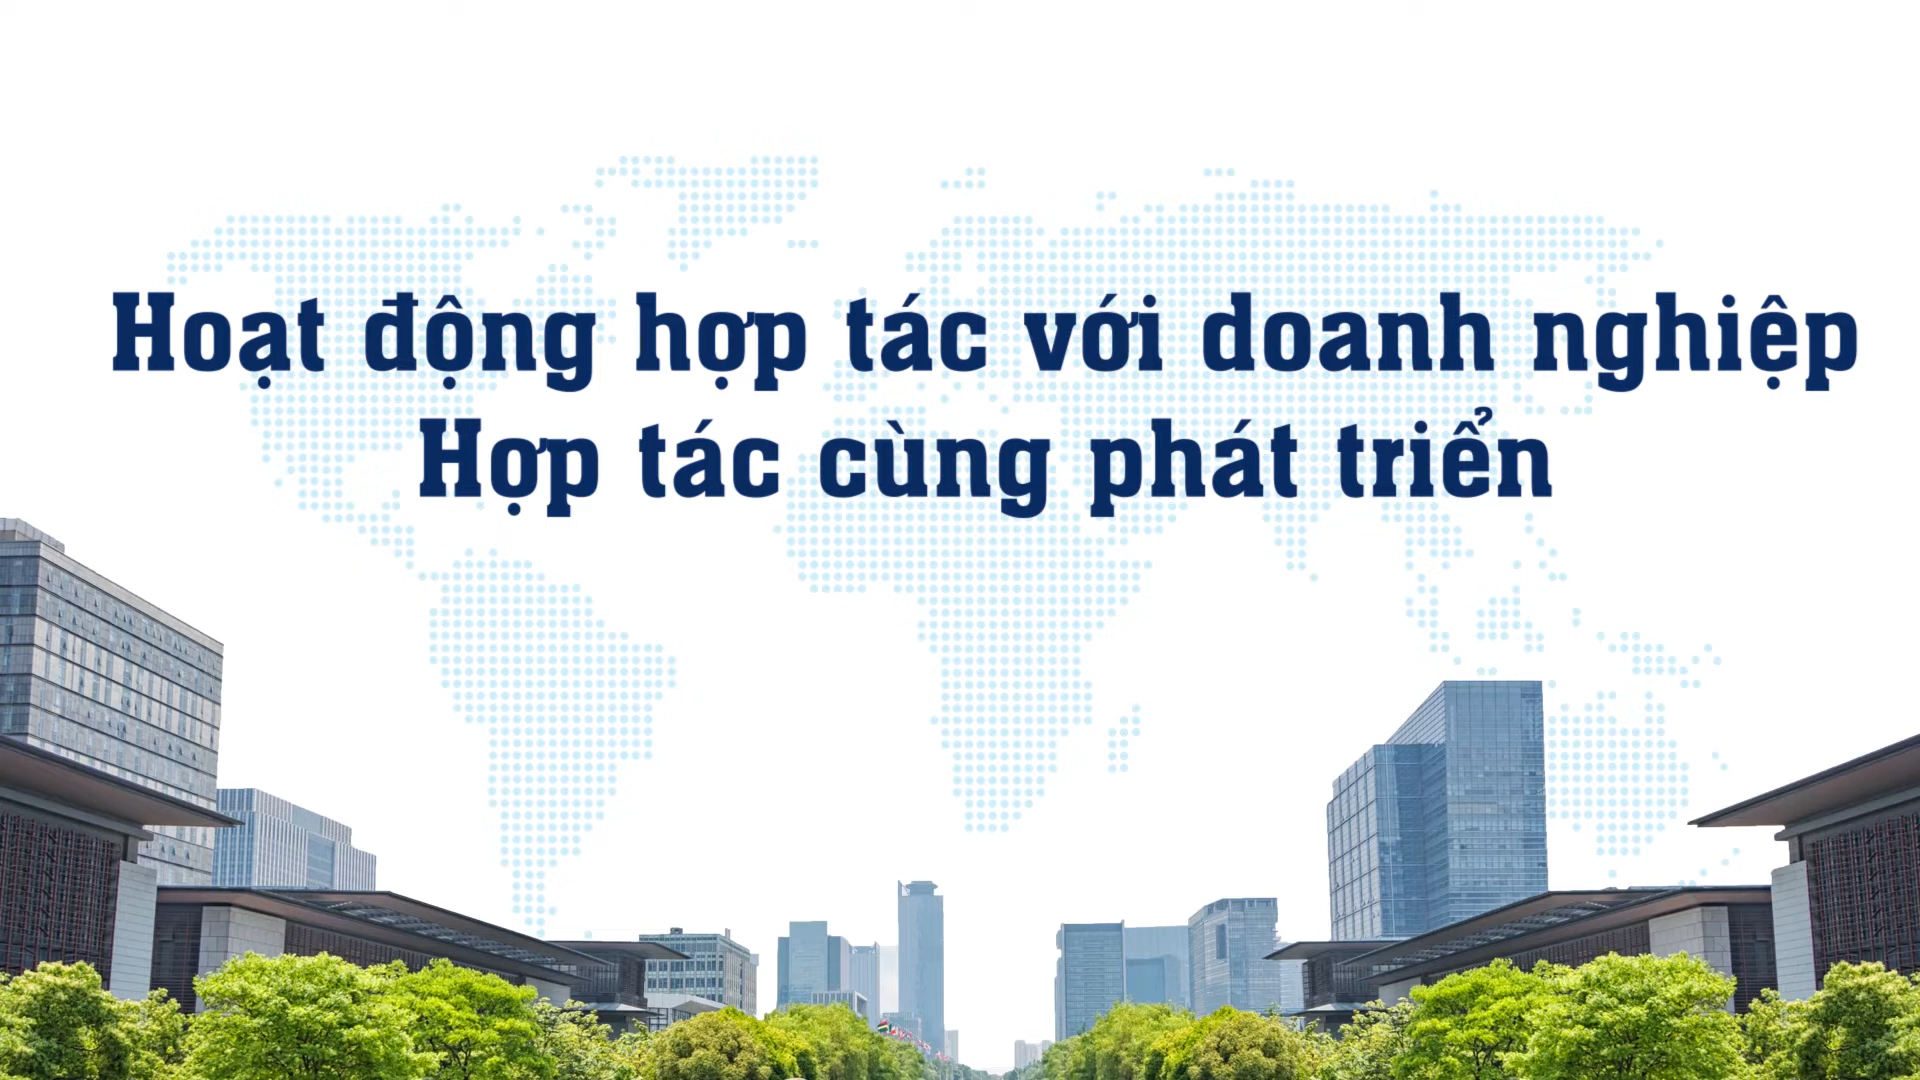 Hoạt động hợp tác với doanh nghiệp
Hợp tác cùng phát triển